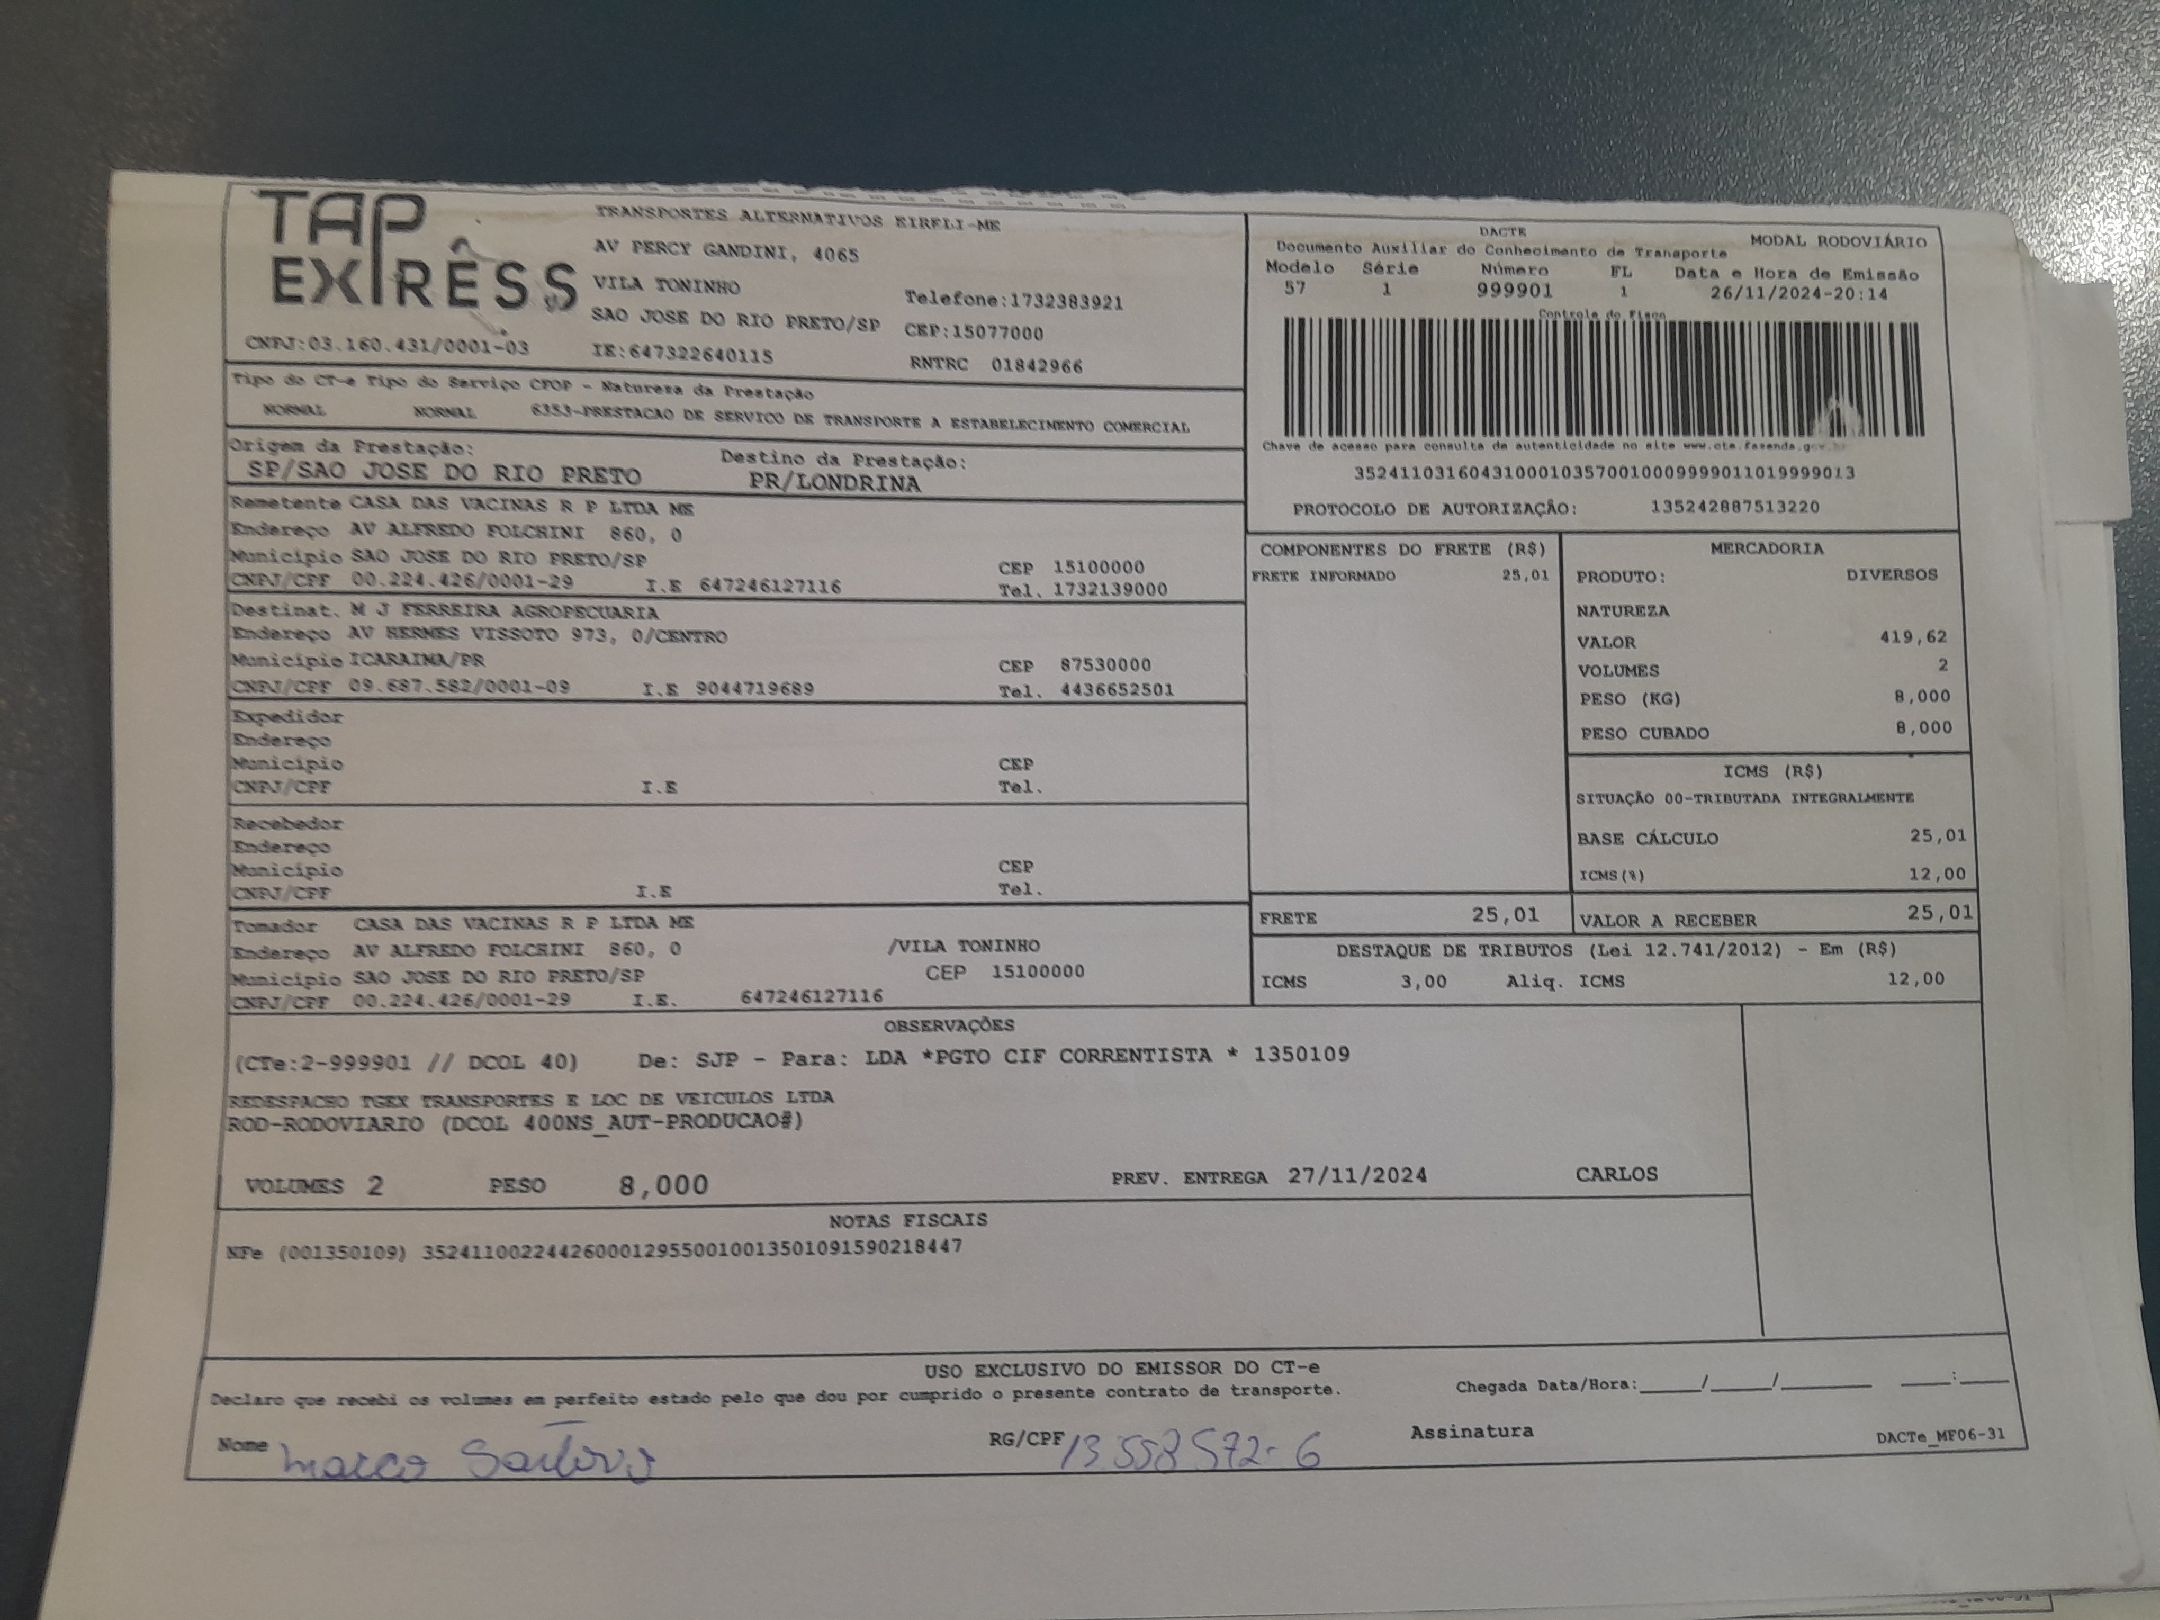 TAP EXPRÊSS
TRANSPORTES ALTERNATIVOS EIRELI-ME
AV PERCY GANDINI, 4065
VILA TONINHO
Telefone:1732383921
SAO JOSE DO RIO PRETO/SP CEP:15077000
CNPJ:03.160.431/0001-03 IE:647322640115 RNTRC 01842966
DACTE MODAL RODOVIÁRIO
Documento Auxiliar do Conhecimento de Transporte
Modelo Série Número FL Data e Hora de Emissão
57 1 999901 1 26/11/2024-20:14
Controle do Fisco
Chave de acesso para consulta de autenticidade no site www.cte.fazenda.gov.br
35241103160431000103570010009999011019999013
PROTOCOLO DE AUTORIZAÇÃO: 135242887513220
Tipo do CT-e Tipo do Serviço CFOP - Natureza da Prestação
NORMAL NORMAL 6353-PRESTACAO DE SERVICO DE TRANSPORTE A ESTABELECIMENTO COMERCIAL
Origem da Prestação: Destino da Prestação:
SP/SAO JOSE DO RIO PRETO PR/LONDRINA
Remetente CASA DAS VACINAS R P LTDA ME
Endereço AV ALFREDO FOLCHINI 860, 0
Município SAO JOSE DO RIO PRETO/SP CEP 15100000
CNPJ/CPF 00.224.426/0001-29 I.E 647246127116 Tel. 1732139000
Destinat. M J FERREIRA AGROPECUARIA
Endereço AV HERMES VISSOTO 973, 0/CENTRO
Município ICARAIMA/PR CEP 87530000
CNPJ/CPF 09.687.582/0001-09 I.E 9044719689 Tel. 4436652501
Expedidor
Endereço
Município CEP
CNPJ/CPF I.E Tel.
Recebedor
Endereço
Município CEP
CNPJ/CPF I.E Tel.
Tomador CASA DAS VACINAS R P LTDA ME
Endereço AV ALFREDO FOLCHINI 860, 0 /VILA TONINHO
Município SAO JOSE DO RIO PRETO/SP CEP 15100000
CNPJ/CPF 00.224.426/0001-29 I.E. 647246127116
COMPONENTES DO FRETE (R$)
FRETE INFORMADO 25,01
MERCADORIA
PRODUTO: DIVERSOS
NATUREZA
VALOR 419,62
VOLUMES 2
PESO (KG) 8,000
PESO CUBADO 8,000
ICMS (R$)
SITUAÇÃO 00-TRIBUTADA INTEGRALMENTE
BASE CÁLCULO 25,01
ICMS(%) 12,00
FRETE 25,01 VALOR A RECEBER 25,01
DESTAQUE DE TRIBUTOS (Lei 12.741/2012) - Em (R$)
ICMS 3,00 Aliq. ICMS 12,00
OBSERVAÇÕES
(CTe:2-999901 // DCOL 40) De: SJP - Para: LDA *PGTO CIF CORRENTISTA * 1350109
REDESPACHO TGEX TRANSPORTES E LOC DE VEICULOS LTDA
ROD-RODOVIARIO (DCOL 400NS_AUT-PRODUCAO#)
VOLUMES 2 PESO 8,000 PREV. ENTREGA 27/11/2024 CARLOS
NOTAS FISCAIS
NFe (001350109) 35241100224426000129550010013501091590218447
USO EXCLUSIVO DO EMISSOR DO CT-e
Declaro que recebi os volumes em perfeito estado pelo que dou por cumprido o presente contrato de transporte. Chegada Data/Hora:____/____/______ ____:____
Nome Marco RG/CPF 13.558.572-6 Assinatura DACTe_MF06-31